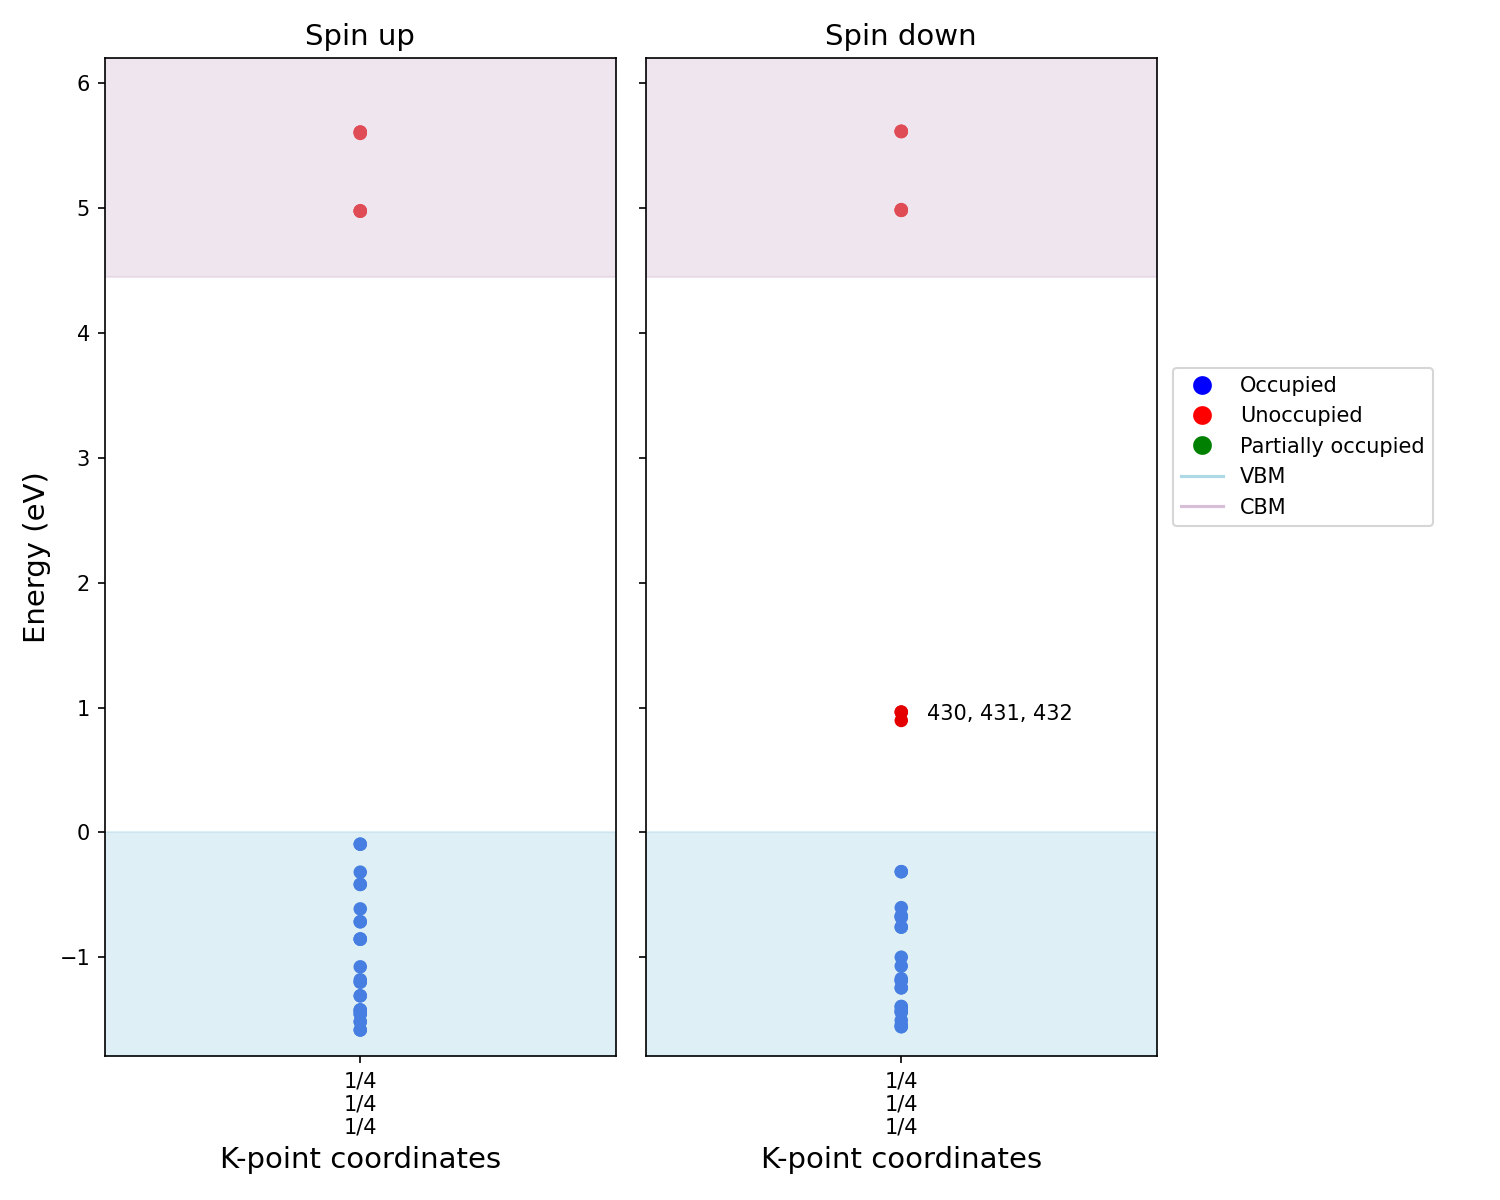 Spin up
Spin down
6
5
4
3
2
1
0
−1
Energy (eV)
430, 431, 432
1/4
1/4
1/4
1/4
1/4
1/4
K-point coordinates
K-point coordinates
Occupied
Unoccupied
Partially occupied
VBM
CBM